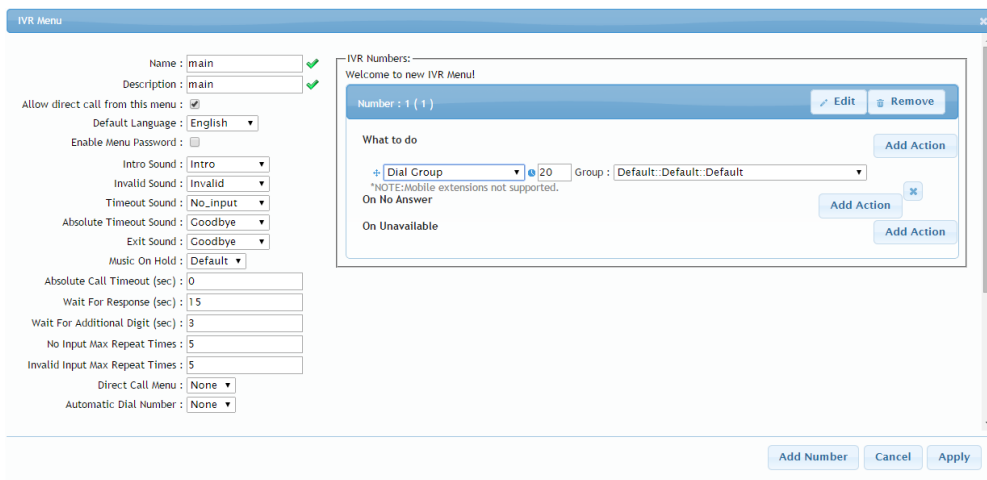 IVR Menu
Name : main
Description : main
Allow direct call from this menu :
Default Language : English
Enable Menu Password :
Intro Sound : Intro
Invalid Sound : Invalid
Timeout Sound : No_input
Absolute Timeout Sound : Goodbye
Exit Sound : Goodbye
Music On Hold : Default
Absolute Call Timeout (sec) : 0
Wait For Response (sec) : 15
Wait For Additional Digit (sec) : 3
No Input Max Repeat Times : 5
Invalid Input Max Repeat Times : 5
Direct Call Menu : None
Automatic Dial Number : None
IVR Numbers:
Welcome to new IVR Menu!
Number : 1 ( 1 ) Edit Remove
What to do Add Action
Dial Group 20 Group : Default::Default::Default
*NOTE:Mobile extensions not supported.
On No Answer Add Action
On Unavailable Add Action
Add Number Cancel Apply